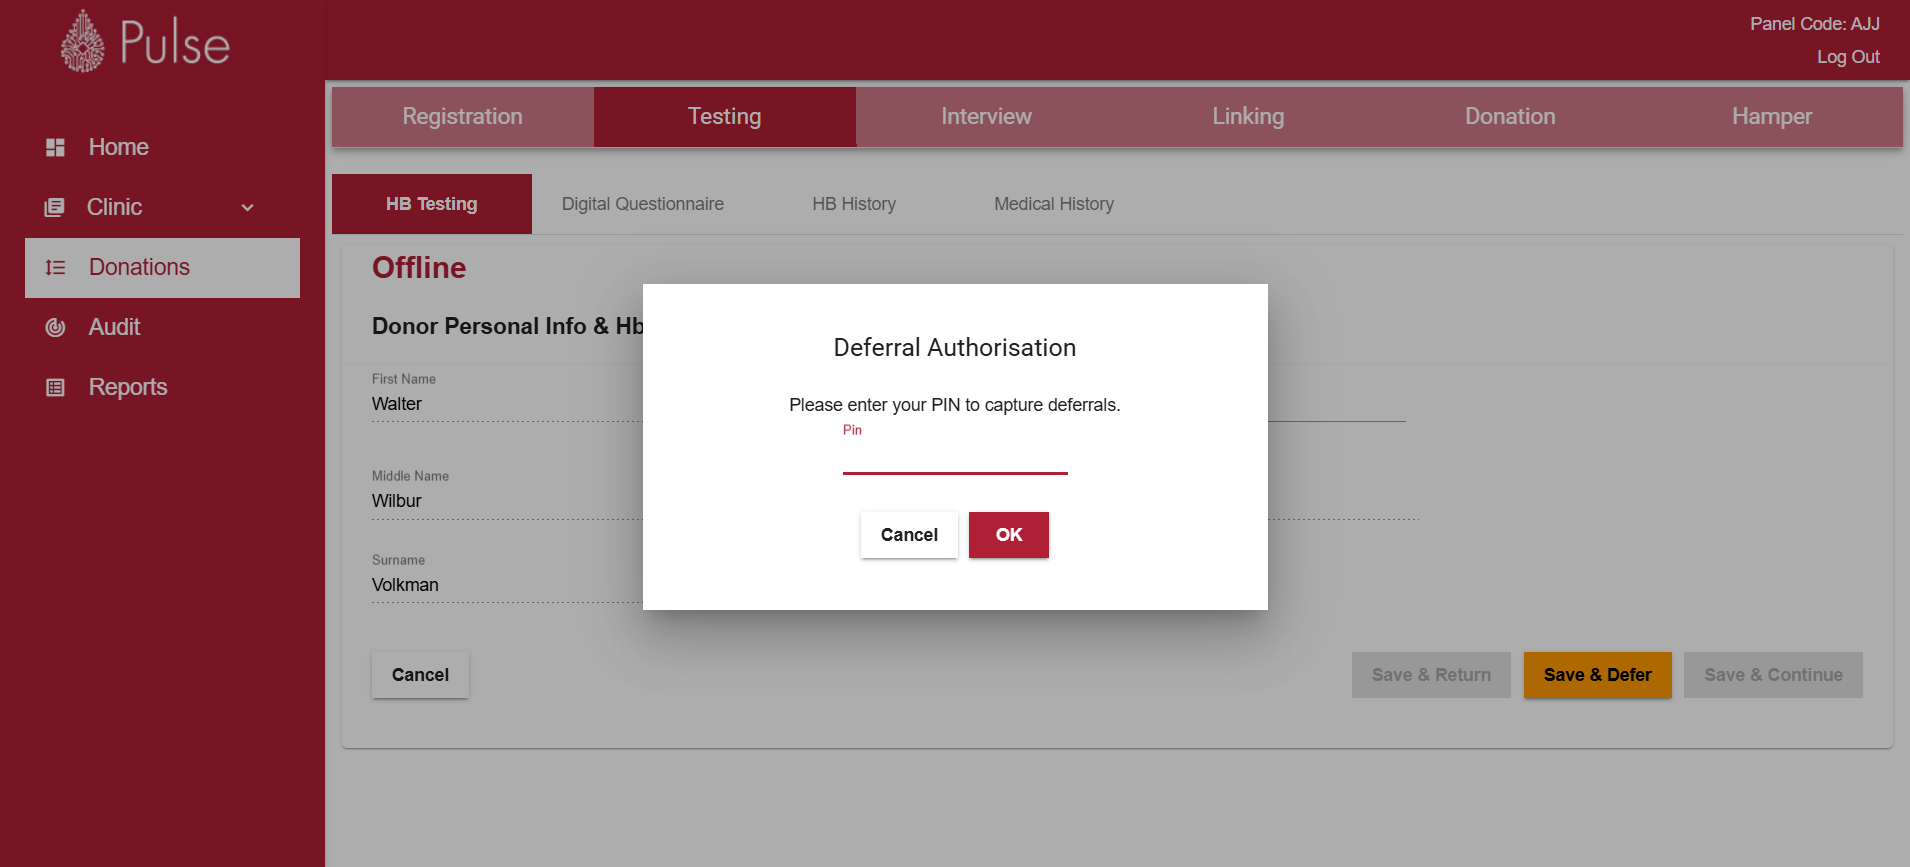 Pulse
Panel Code: AJJ
Log Out
Home
Clinic
Donations
Audit
Reports
Registration
Testing
Interview
Linking
Donation
Hamper
HB Testing
Digital Questionnaire
HB History
Medical History
Offline
Donor Personal Info & Hb
First Name
Walter
Middle Name
Wilbur
Surname
Volkman
Deferral Authorisation
Please enter your PIN to capture deferrals.
Pin
Cancel
OK
Cancel
Save & Return
Save & Defer
Save & Continue